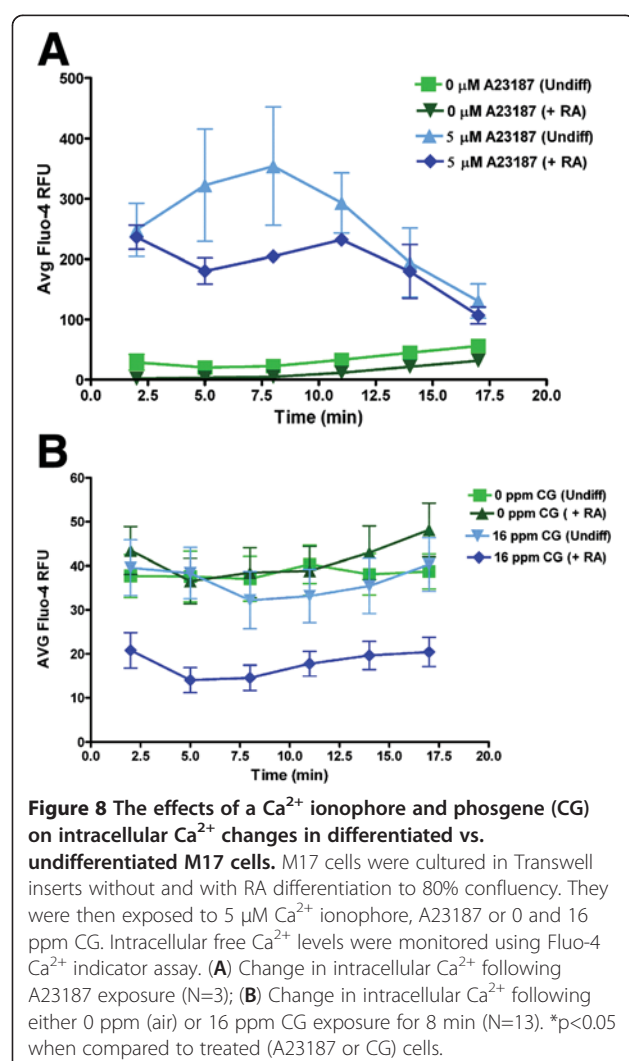 A
500
400
300
200
100
0
Avg Fluo-4 RFU
0.0 2.5 5.0 7.5 10.0 12.5 15.0 17.5 20.0
Time (min)
0 μM A23187 (Undiff)
0 μM A23187 (+ RA)
5 μM A23187 (Undiff)
5 μM A23187 (+ RA)
B
60
50
40
30
20
10
0
AVG Fluo-4 RFU
0.0 2.5 5.0 7.5 10.0 12.5 15.0 17.5 20.0
Time (min)
0 ppm CG (Undiff)
0 ppm CG ( + RA)
16 ppm CG (Undiff)
16 ppm CG (+ RA)
Figure 8 The effects of a Ca²⁺ ionophore and phosgene (CG)
on intracellular Ca²⁺ changes in differentiated vs.
undifferentiated M17 cells. M17 cells were cultured in Transwell
inserts without and with RA differentiation to 80% confluency. They
were then exposed to 5 μM Ca²⁺ ionophore, A23187 or 0 and 16
ppm CG. Intracellular free Ca²⁺ levels were monitored using Fluo-4
Ca²⁺ indicator assay. (A) Change in intracellular Ca²⁺ following
A23187 exposure (N=3); (B) Change in intracellular Ca²⁺ following
either 0 ppm (air) or 16 ppm CG exposure for 8 min (N=13). *p<0.05
when compared to treated (A23187 or CG) cells.